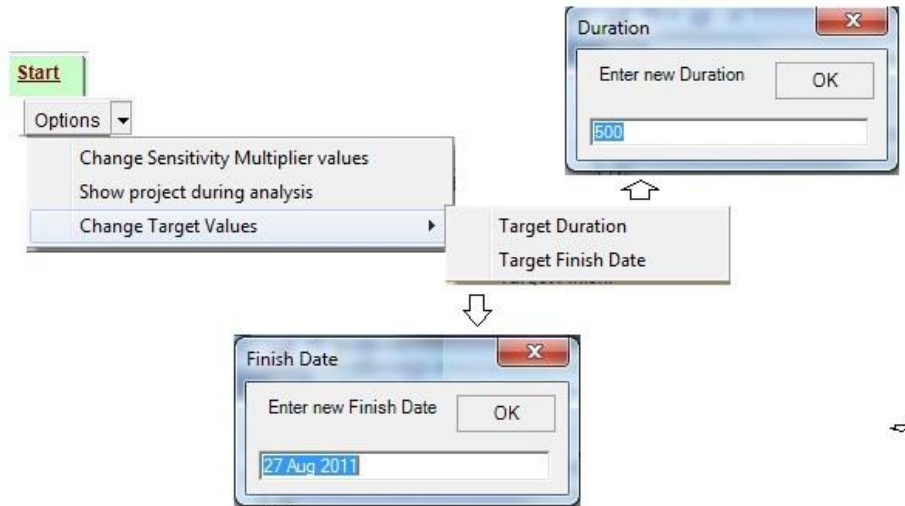 Duration
Enter new Duration
OK
500
Start
Options
Change Sensitivity Multiplier values
Show project during analysis
Change Target Values
Target Duration
Target Finish Date
Finish Date
Enter new Finish Date
OK
27 Aug 2011